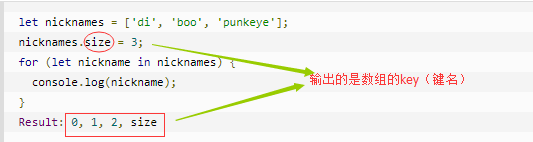 let nicknames = ['di', 'boo', 'punkeye'];
nicknames.size = 3;
for (let nickname in nicknames) {
  console.log(nickname);
}
Result: 0, 1, 2, size
输出的是数组的key（键名）